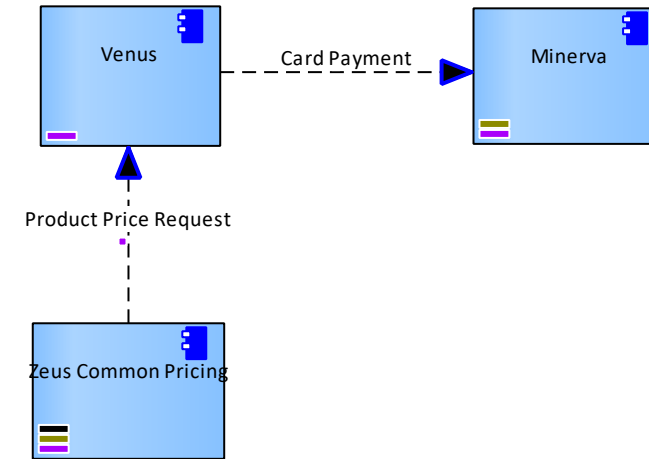 Venus
Card Payment
Minerva
Product Price Request
Zeus Common Pricing